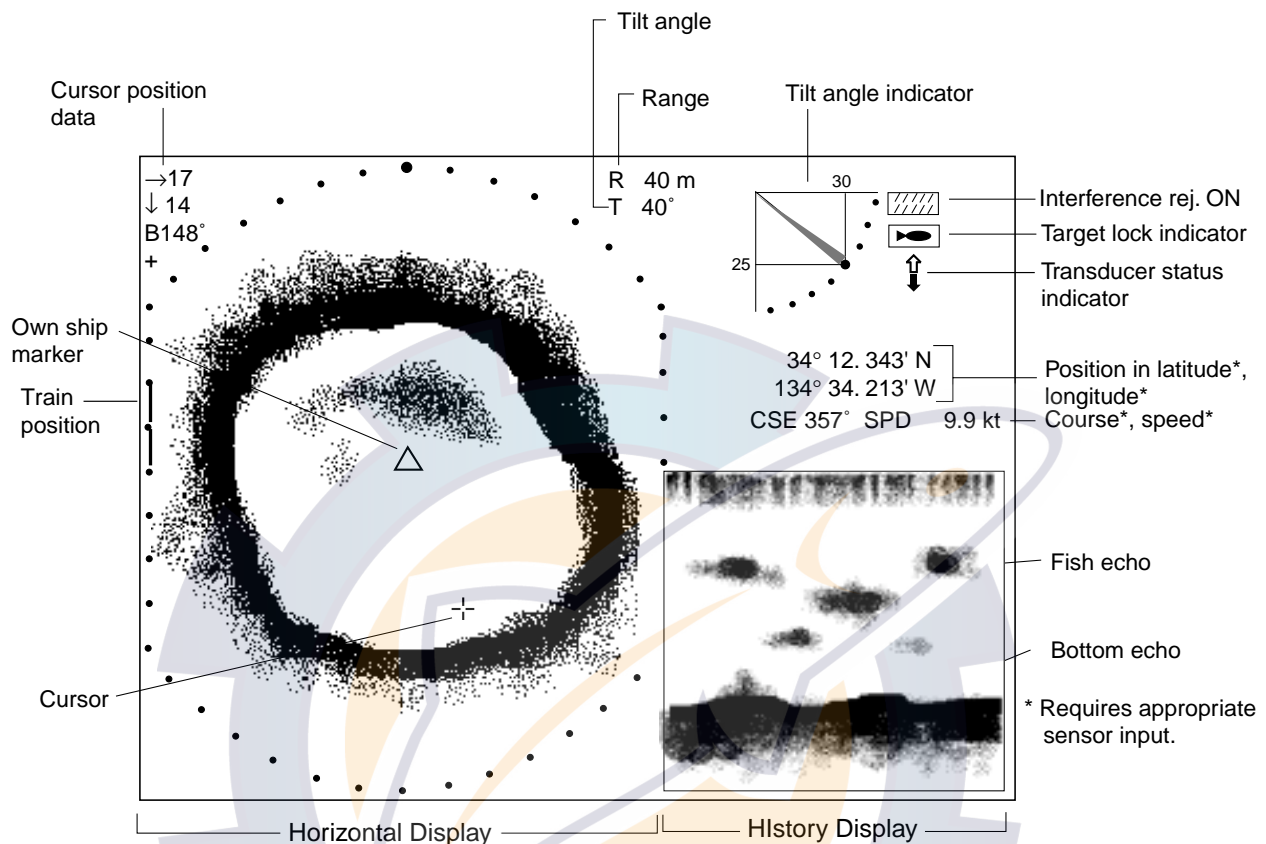 Tilt angle
Cursor position
data
Range
Tilt angle indicator
→17
↓ 14
B148°
R 40 m
T 40°
30
25
Interference rej. ON
Target lock indicator
Transducer status
indicator
Own ship
marker
Train
position
34° 12. 343' N
134° 34. 213' W
Position in latitude*,
longitude*
CSE 357° SPD 9.9 kt
Course*, speed*
Fish echo
Bottom echo
Cursor
* Requires appropriate
sensor input.
Horizontal Display
HIstory Display